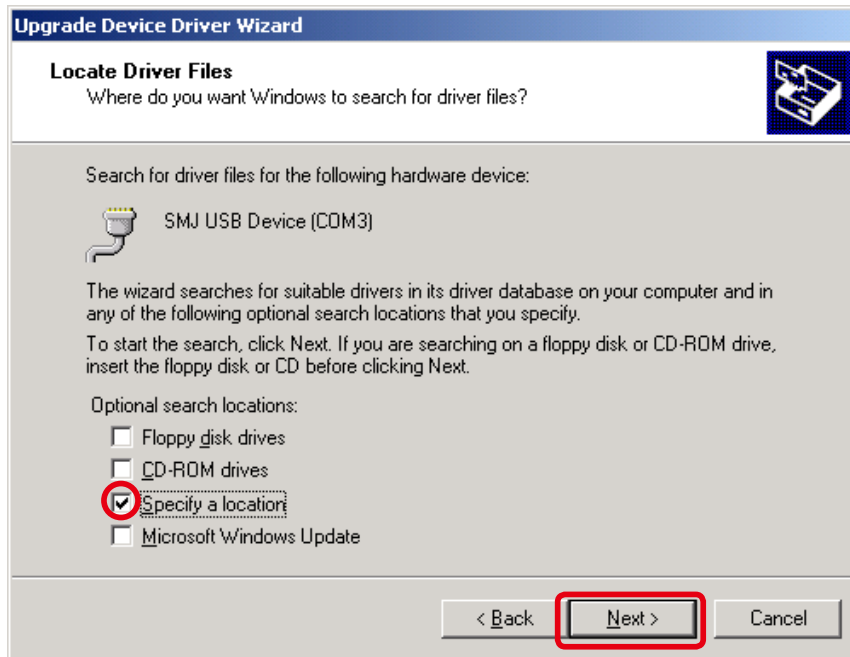 Upgrade Device Driver Wizard
Locate Driver Files
Where do you want Windows to search for driver files?
Search for driver files for the following hardware device:
SMJ USB Device (COM3)
The wizard searches for suitable drivers in its driver database on your computer and in
any of the following optional search locations that you specify.
To start the search, click Next. If you are searching on a floppy disk or CD-ROM drive,
insert the floppy disk or CD before clicking Next.
Optional search locations:
Floppy disk drives
CD-ROM drives
Specify a location
Microsoft Windows Update
< Back Next > Cancel